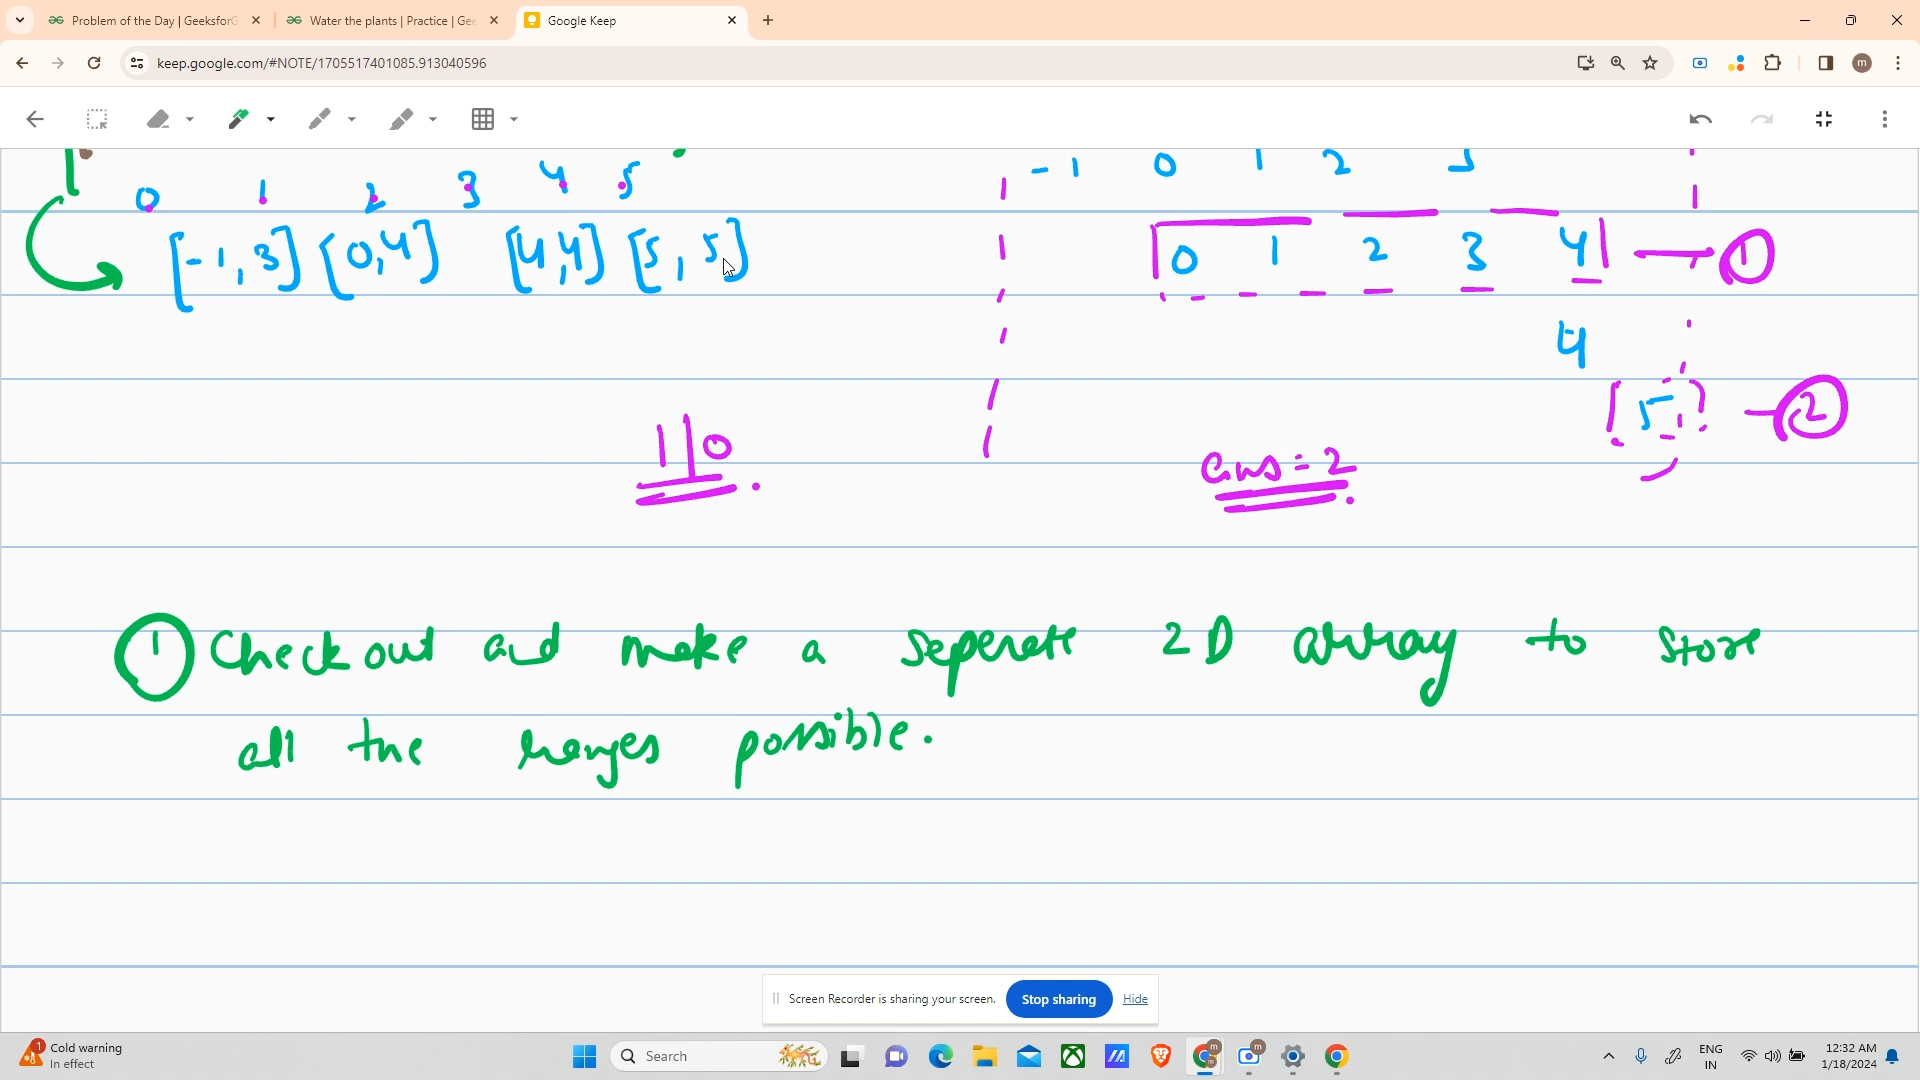 Problem of the Day | GeeksforG
Water the plants | Practice | Gee
Google Keep
keep.google.com/#NOTE/1705517401085.913040596
m
-1 0 1 2 3
0 1 2 3 4 5
[-1,3] [0,4] [4,4] [5,5]
0 1 2 3 4 1
4
5 2
110
ans = 2
1 Check out and make a seperate 2D array to store
all the ranges possible.
Screen Recorder is sharing your screen. Stop sharing Hide
1 Cold warning
In effect
Search
ENG
IN
12:32 AM
1/18/2024